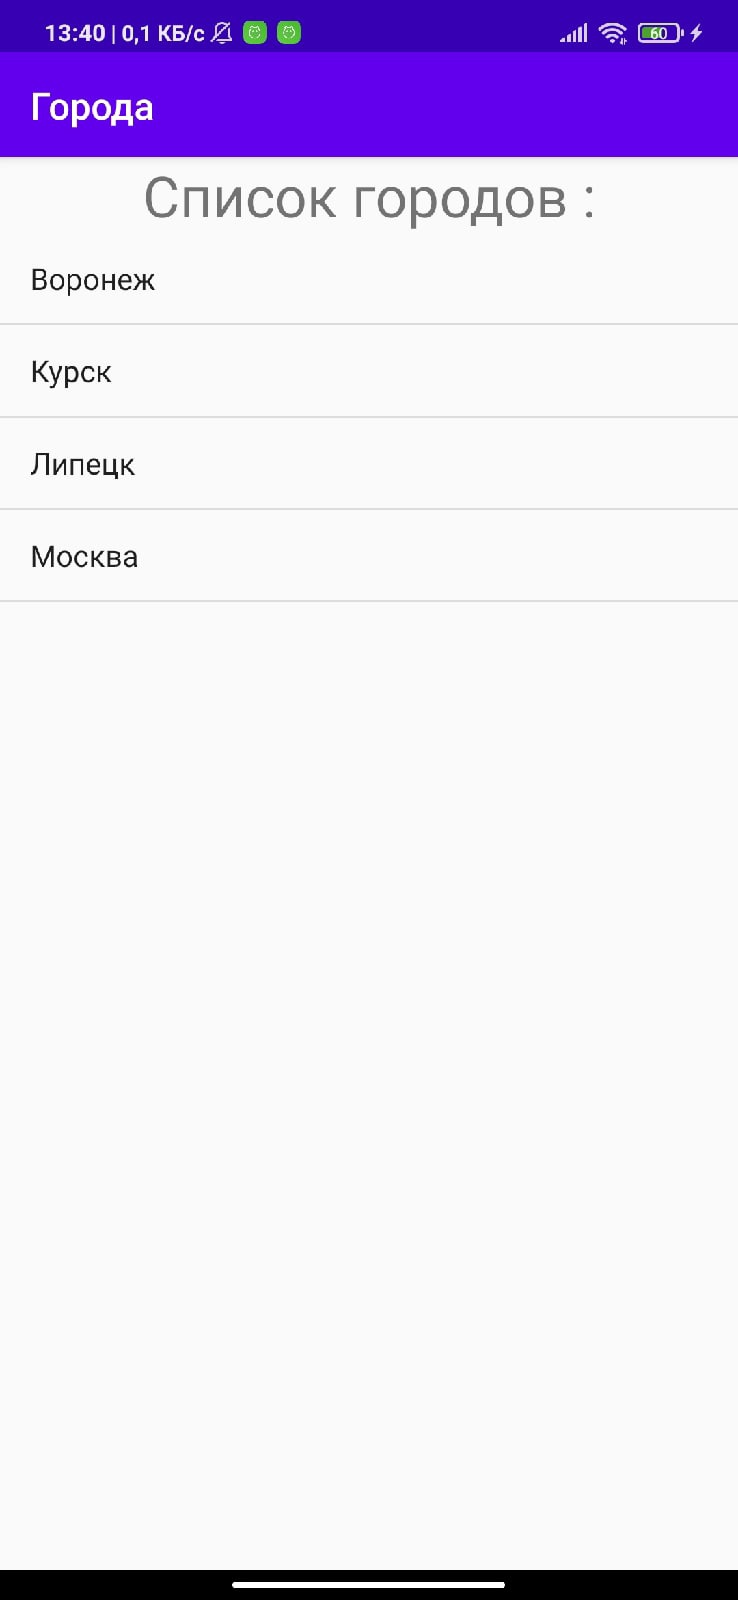 13:40 | 0,1 КБ/с 60
Города
Список городов :
Воронеж
Курск
Липецк
Москва